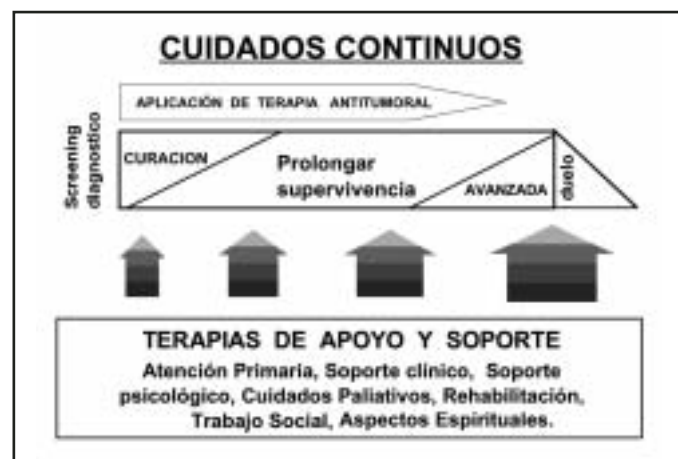 CUIDADOS CONTINUOS
APLICACIÓN DE TERAPIA ANTITUMORAL
Screening
diagnostico
CURACION
Prolongar
supervivencia
AVANZADA
duelo
TERAPIAS DE APOYO Y SOPORTE
Atención Primaria, Soporte clínico, Soporte
psicológico, Cuidados Paliativos, Rehabilitación,
Trabajo Social, Aspectos Espirituales.